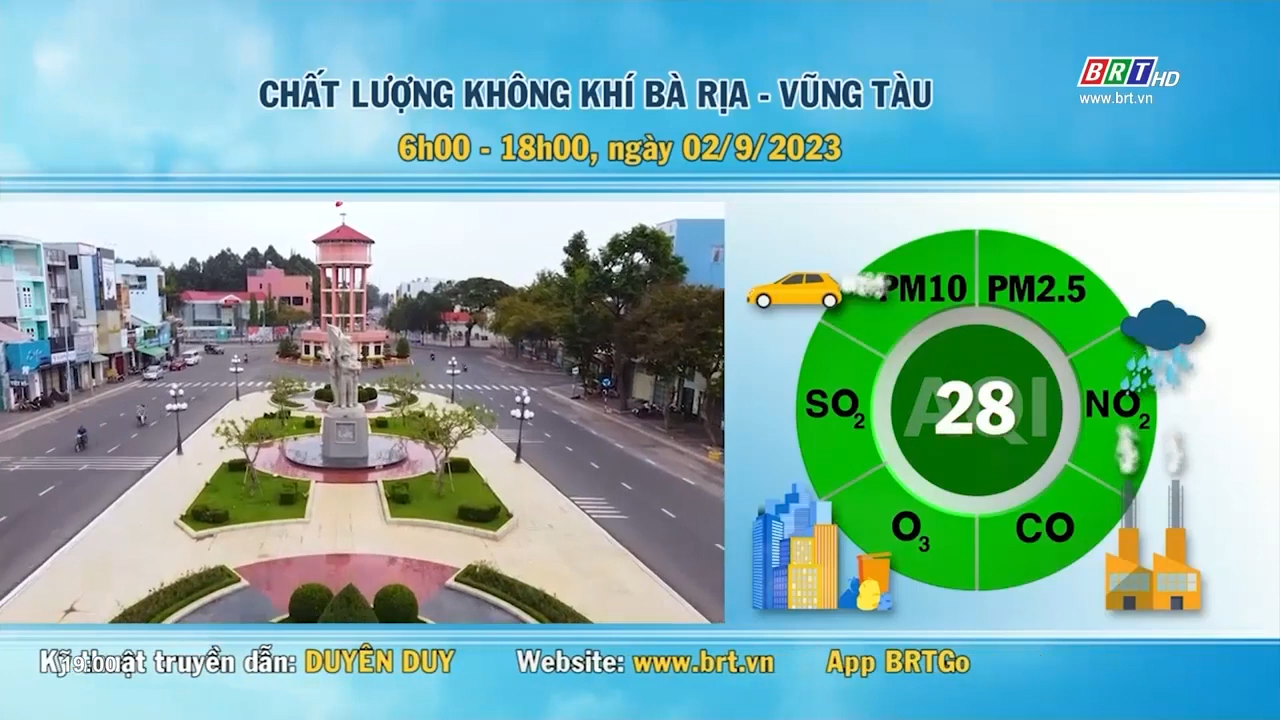 CHẤT LƯỢNG KHÔNG KHÍ BÀ RỊA - VŨNG TÀU
6h00 - 18h00, ngày 02/9/2023
BRT HD
www.brt.vn
PM10 PM2.5
SO2 AQI 28 NO2
O3 CO
Kỹ thuật truyền dẫn: DUYÊN DUY Website: www.brt.vn App BRTGo
19:00